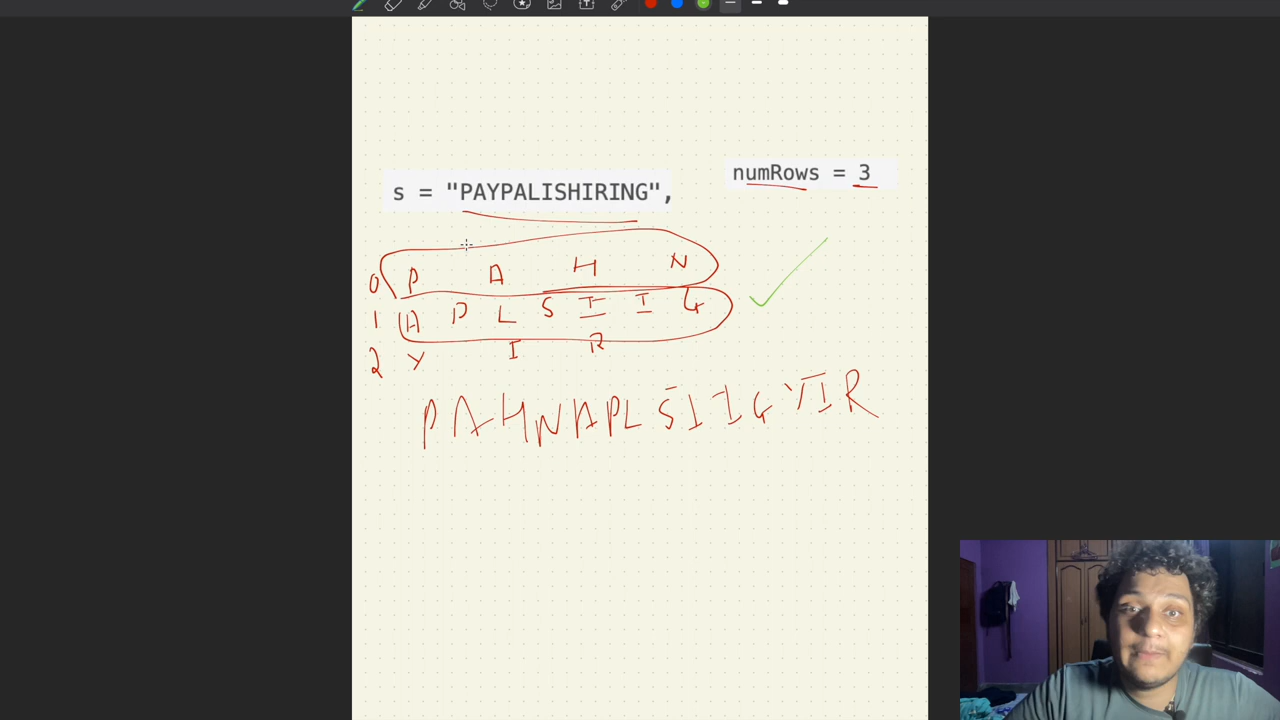 numRows = 3
s = "PAYPALISHIRING",
0 P A H N
1 A P L S I I G
2 Y I R
PAHNAPLSIIGYIR